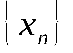 | xₙ |